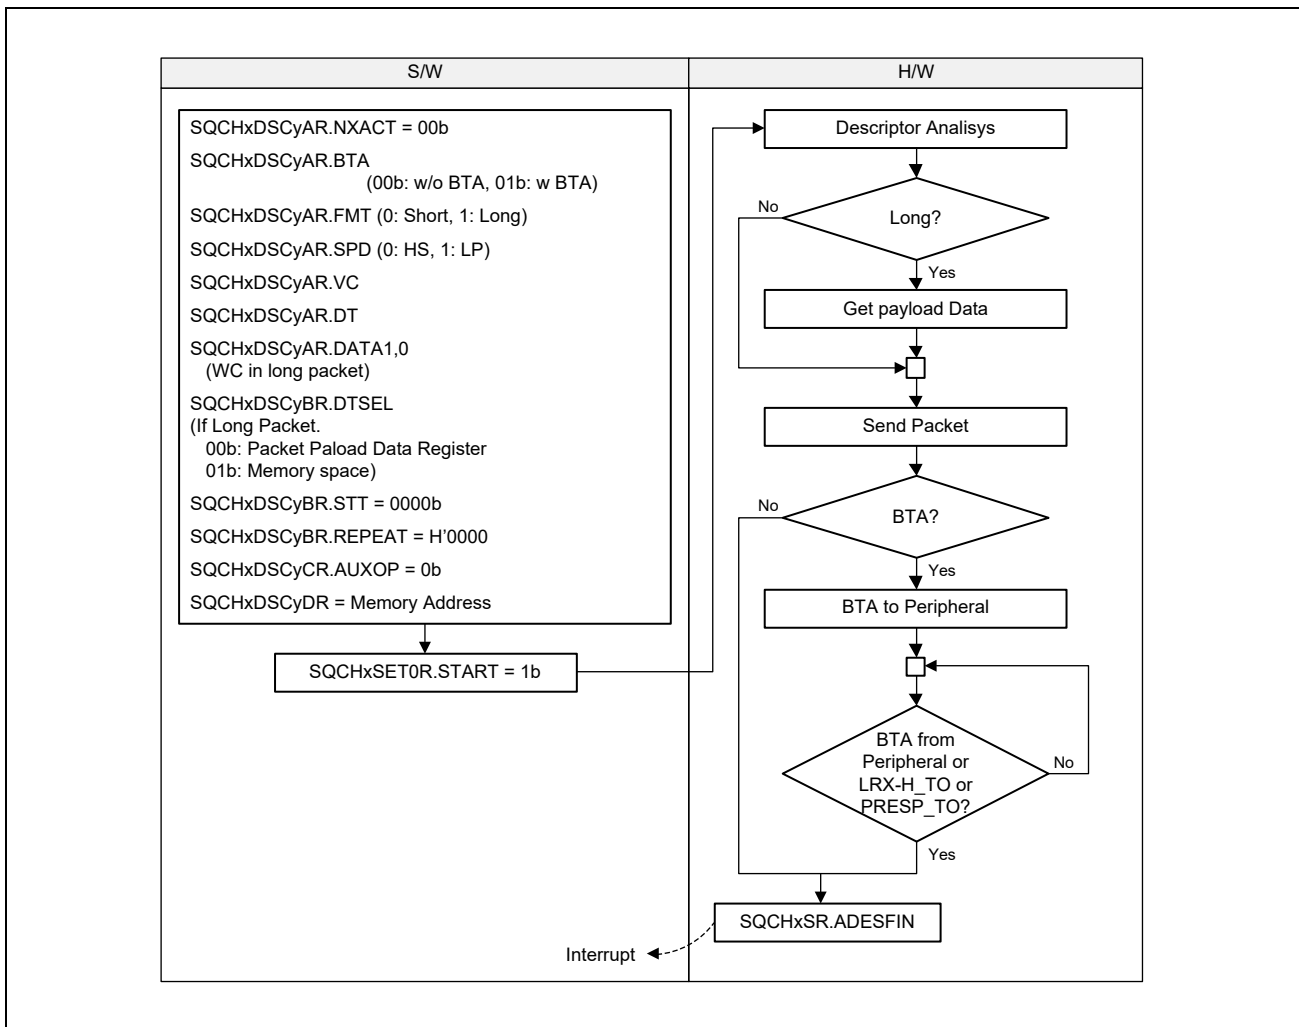 S/W
H/W
SQCHxDSCyAR.NXACT = 00b
SQCHxDSCyAR.BTA
(00b: w/o BTA, 01b: w BTA)
SQCHxDSCyAR.FMT (0: Short, 1: Long)
SQCHxDSCyAR.SPD (0: HS, 1: LP)
SQCHxDSCyAR.VC
SQCHxDSCyAR.DT
SQCHxDSCyAR.DATA1,0
(WC in long packet)
SQCHxDSCyBR.DTSEL
(If Long Packet.
00b: Packet Paload Data Register
01b: Memory space)
SQCHxDSCyBR.STT = 0000b
SQCHxDSCyBR.REPEAT = H'0000
SQCHxDSCyCR.AUXOP = 0b
SQCHxDSCyDR = Memory Address
SQCHxSET0R.START = 1b
Descriptor Analisys
Long?
No
Yes
Get payload Data
Send Packet
BTA?
No
Yes
BTA to Peripheral
BTA from
Peripheral or
LRX-H_TO or
PRESP_TO?
No
Yes
SQCHxSR.ADESFIN
Interrupt